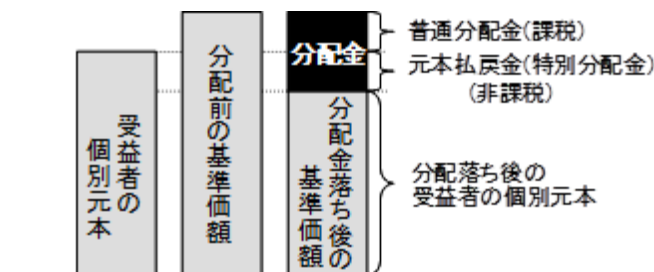 受益者の
個別元本
分配前の基準価額
分配金
分配金落ち後の
基準価額
普通分配金(課税)
元本払戻金(特別分配金)
(非課税)
分配落ち後の
受益者の個別元本